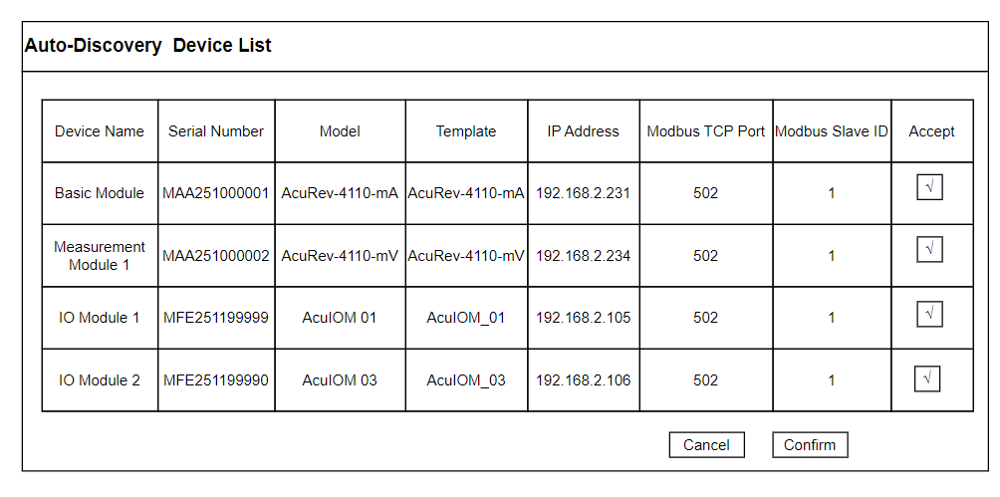 Auto-Discovery Device List
Device Name Serial Number Model Template IP Address Modbus TCP Port Modbus Slave ID Accept
Basic Module MAA251000001 AcuRev-4110-mA AcuRev-4110-mA 192.168.2.231 502 1 √
Measurement
Module 1 MAA251000002 AcuRev-4110-mV AcuRev-4110-mV 192.168.2.234 502 1 √
IO Module 1 MFE251199999 AcuIOM 01 AcuIOM_01 192.168.2.105 502 1 √
IO Module 2 MFE251199990 AcuIOM 03 AcuIOM_03 192.168.2.106 502 1 √
Cancel Confirm